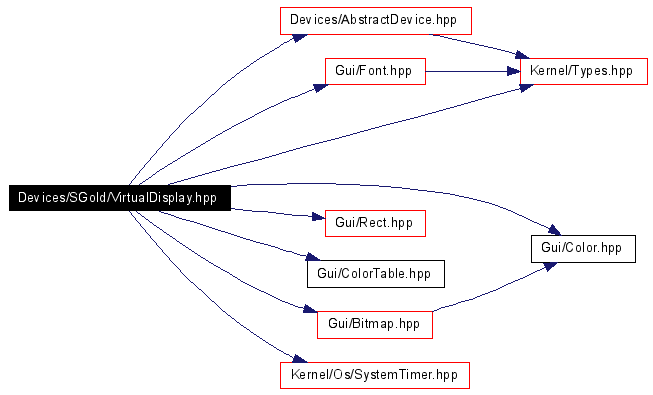 Devices/AbstractDevice.hpp
Gui/Font.hpp
Kernel/Types.hpp
Devices/SGold/VirtualDisplay.hpp
Gui/Rect.hpp
Gui/Color.hpp
Gui/ColorTable.hpp
Gui/Bitmap.hpp
Kernel/Os/SystemTimer.hpp